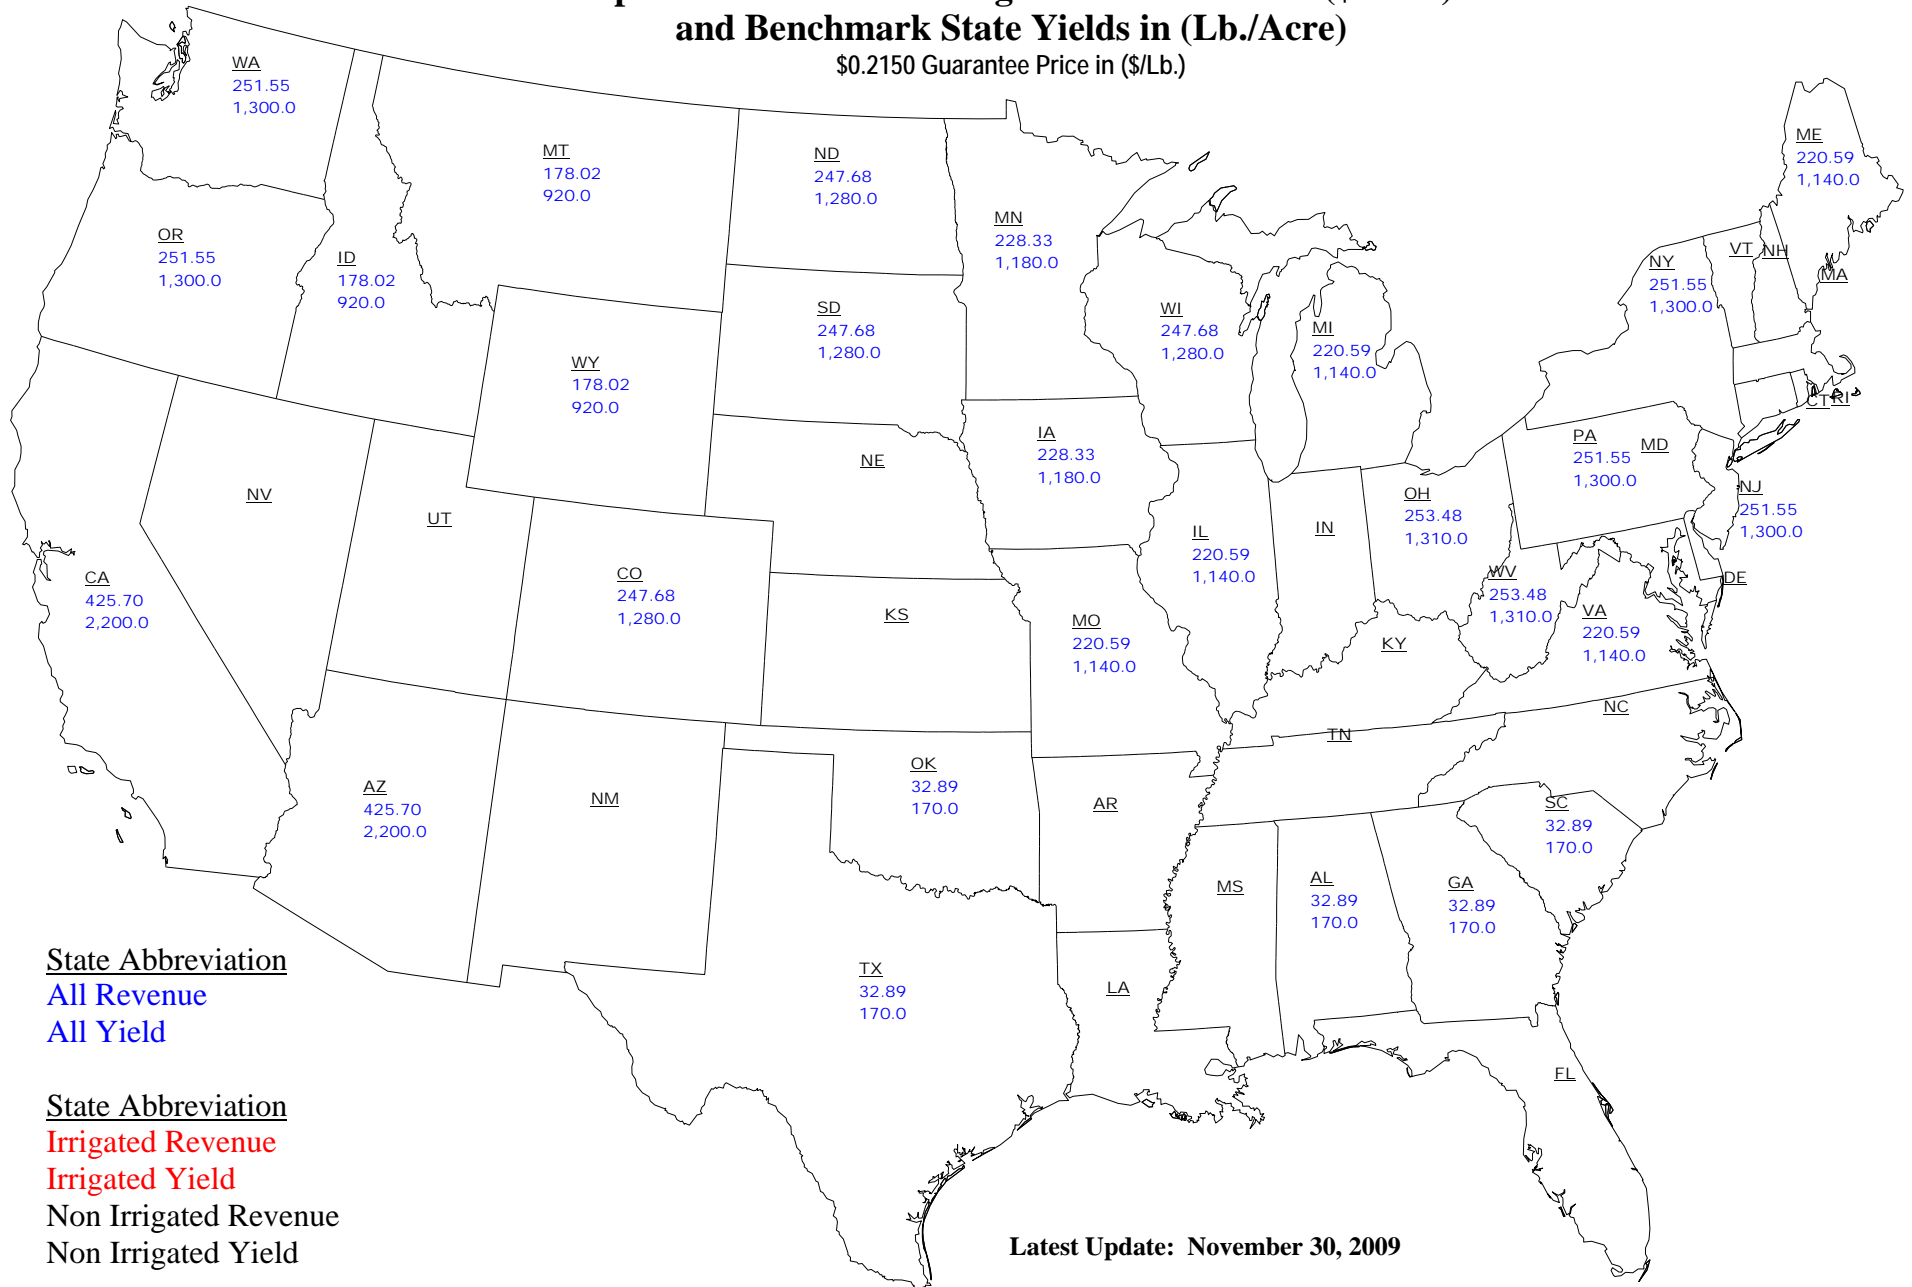 and Benchmark State Yields in (Lb./Acre)
$0.2150 Guarantee Price in ($/Lb.)
WA
251.55
1,300.0
MT
178.02
920.0
ND
247.68
1,280.0
ME
220.59
1,140.0
OR
251.55
1,300.0
ID
178.02
920.0
MN
228.33
1,180.0
VT
NH
MA
NY
251.55
1,300.0
SD
247.68
1,280.0
WI
247.68
1,280.0
MI
220.59
1,140.0
WY
178.02
920.0
CT
RI
IA
228.33
1,180.0
PA
251.55
1,300.0
MD
NE
NV
UT
OH
253.48
1,310.0
NJ
251.55
1,300.0
IL
220.59
1,140.0
IN
CA
425.70
2,200.0
CO
247.68
1,280.0
KS
WV
253.48
1,310.0
DE
MO
220.59
1,140.0
VA
220.59
1,140.0
KY
NC
TN
AZ
425.70
2,200.0
NM
OK
32.89
170.0
AR
SC
32.89
170.0
MS
AL
32.89
170.0
GA
32.89
170.0
TX
32.89
170.0
LA
FL
State Abbreviation
All Revenue
All Yield
State Abbreviation
Irrigated Revenue
Irrigated Yield
Non Irrigated Revenue
Non Irrigated Yield
Latest Update: November 30, 2009